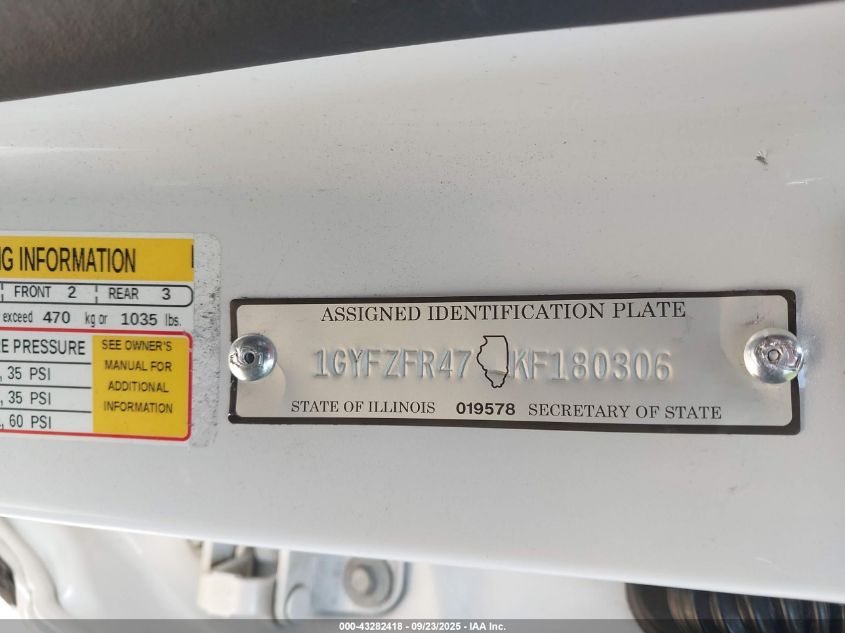 NG INFORMATION
FRONT 2 REAR 3
exceed 470 kg or 1035 lbs.
RE PRESSURE
, 35 PSI
, 35 PSI
, 60 PSI
SEE OWNER'S
MANUAL FOR
ADDITIONAL
INFORMATION
ASSIGNED IDENTIFICATION PLATE
1GYFZFR47 KF180306
STATE OF ILLINOIS 019578 SECRETARY OF STATE
000-43282418 - 09/23/2025 - IAA Inc.